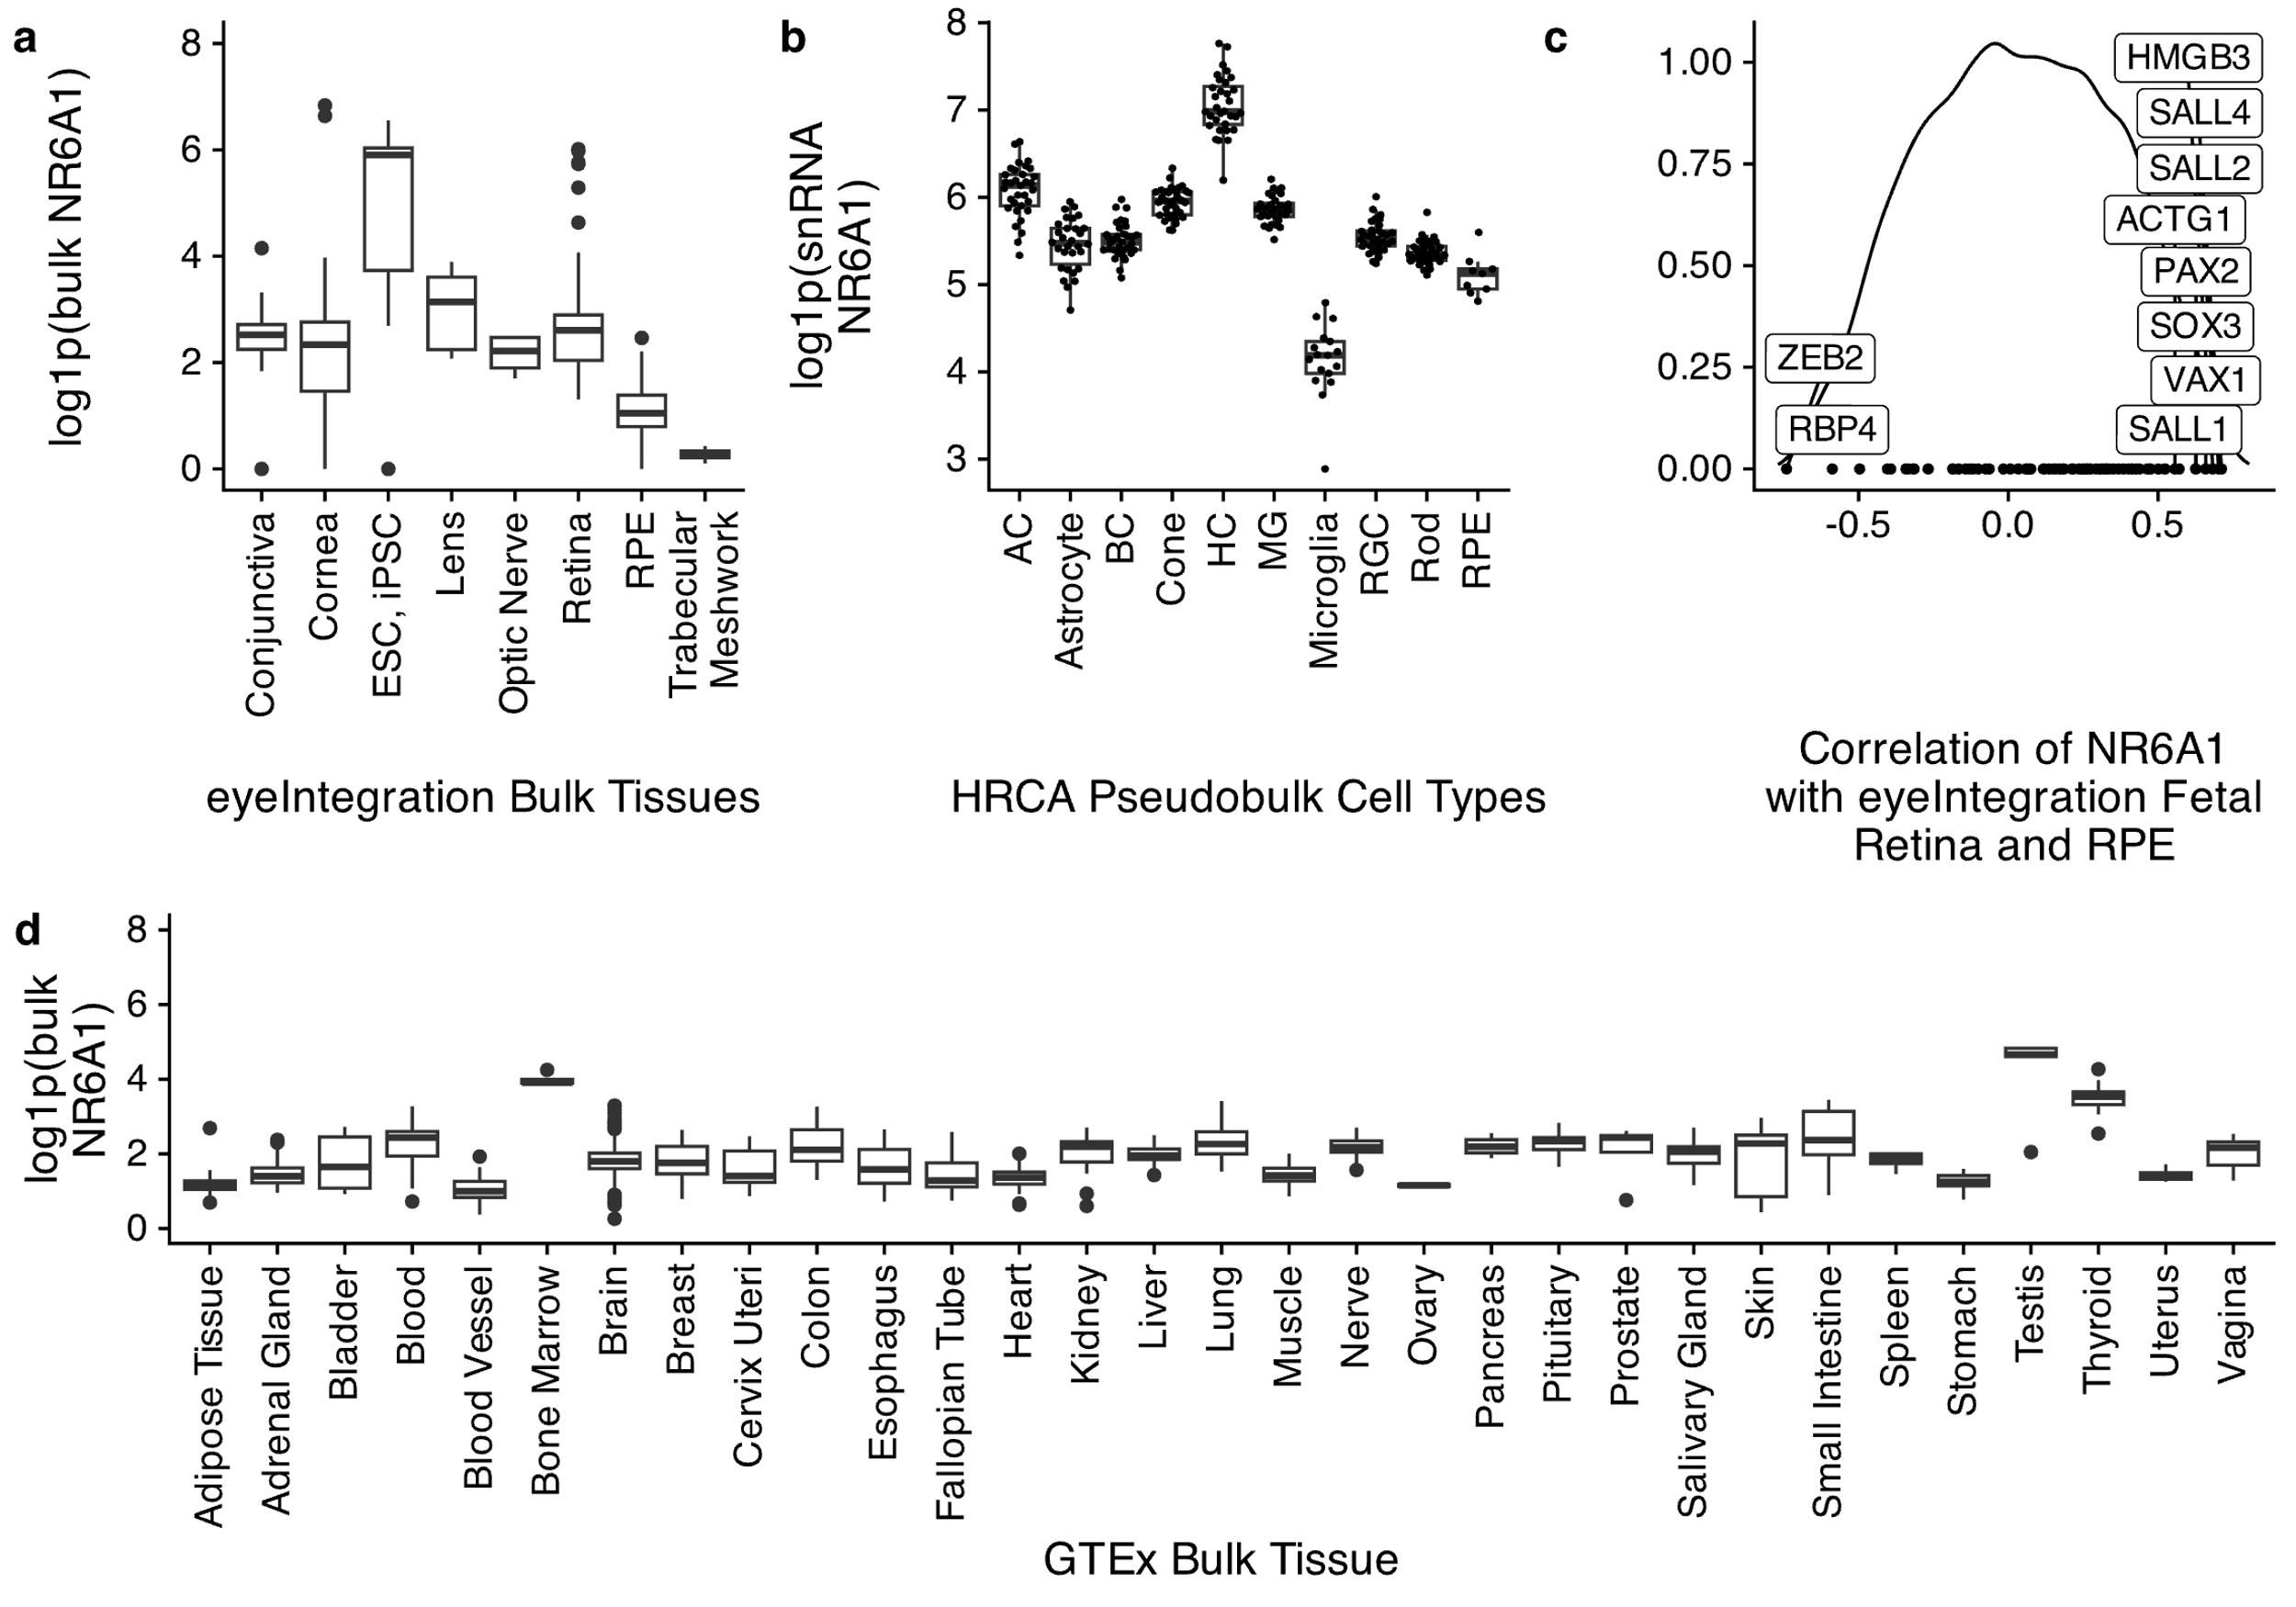 a
log1p(bulk NR6A1)
8
6
4
2
0
Conjunctiva
Cornea
ESC, iPSC
Lens
Optic Nerve
Retina
RPE
Trabecular
Meshwork
eyeIntegration Bulk Tissues
b
log1p(snRNA
NR6A1)
8
7
6
5
4
3
AC
Astrocyte
BC
Cone
HC
MG
Microglia
RGC
Rod
RPE
HRCA Pseudobulk Cell Types
c
1.00
0.75
0.50
0.25
0.00
HMGB3
SALL4
SALL2
ACTG1
PAX2
SOX3
VAX1
SALL1
ZEB2
RBP4
-0.5
0.0
0.5
Correlation of NR6A1
with eyeIntegration Fetal
Retina and RPE
d
log1p(bulk
NR6A1)
8
6
4
2
0
Adipose Tissue
Adrenal Gland
Bladder
Blood
Blood Vessel
Bone Marrow
Brain
Breast
Cervix Uteri
Colon
Esophagus
Fallopian Tube
Heart
Kidney
Liver
Lung
Muscle
Nerve
Ovary
Pancreas
Pituitary
Prostate
Salivary Gland
Skin
Small Intestine
Spleen
Stomach
Testis
Thyroid
Uterus
Vagina
GTEx Bulk Tissue